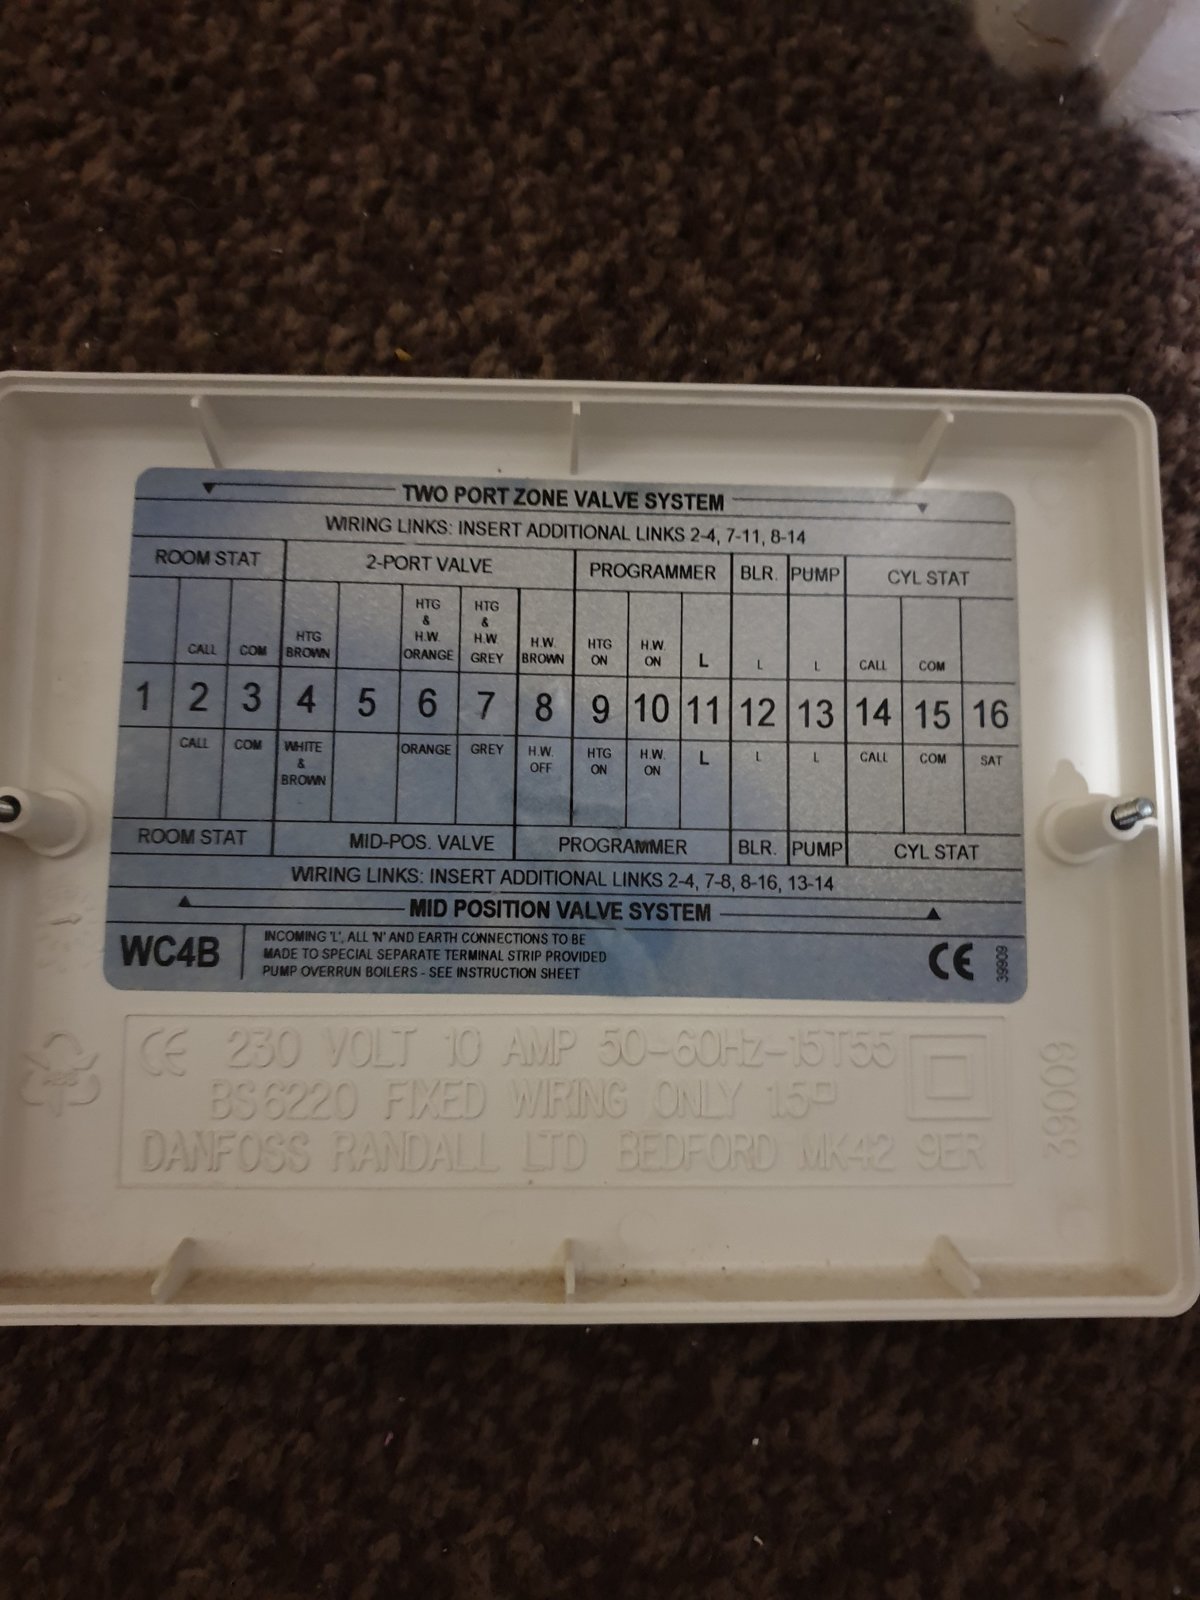 TWO PORT ZONE VALVE SYSTEM
WIRING LINKS: INSERT ADDITIONAL LINKS 2-4, 7-11, 8-14
ROOM STAT 2-PORT VALVE PROGRAMMER BLR. PUMP CYL STAT
CALL COM HTG BROWN HTG & H.W. ORANGE HTG & H.W. GREY H.W. BROWN HTG ON H.W. ON L L L CALL COM
1 2 3 4 5 6 7 8 9 10 11 12 13 14 15 16
CALL COM WHITE & BROWN ORANGE GREY H.W. OFF HTG ON H.W. ON L L L CALL COM SAT
ROOM STAT MID-POS. VALVE PROGRAMMER BLR. PUMP CYL STAT
WIRING LINKS: INSERT ADDITIONAL LINKS 2-4, 7-8, 8-16, 13-14
MID POSITION VALVE SYSTEM
WC4B
INCOMING 'L', ALL 'N' AND EARTH CONNECTIONS TO BE
MADE TO SPECIAL SEPARATE TERMINAL STRIP PROVIDED
PUMP OVERRUN BOILERS - SEE INSTRUCTION SHEET
CE
39909
CE 230 VOLT 10 AMP 50-60Hz-15T55
BS6220 FIXED WIRING ONLY 1.5□
DANFOSS RANDALL LTD BEDFORD MK42 9ER
39009